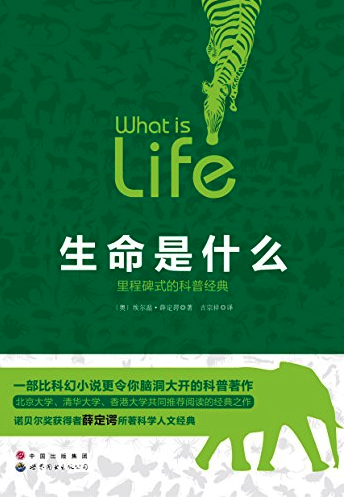 What is
Life
生命是什么
里程碑式的科普经典
（奥）埃尔温·薛定谔 著 吉宗祥 译
一部比科幻小说更令你脑洞大开的科普著作
北京大学、清华大学、香港大学共同推荐阅读的经典之作
诺贝尔奖获得者薛定谔所著科学人文经典
中国出版集团
世界图书出版公司